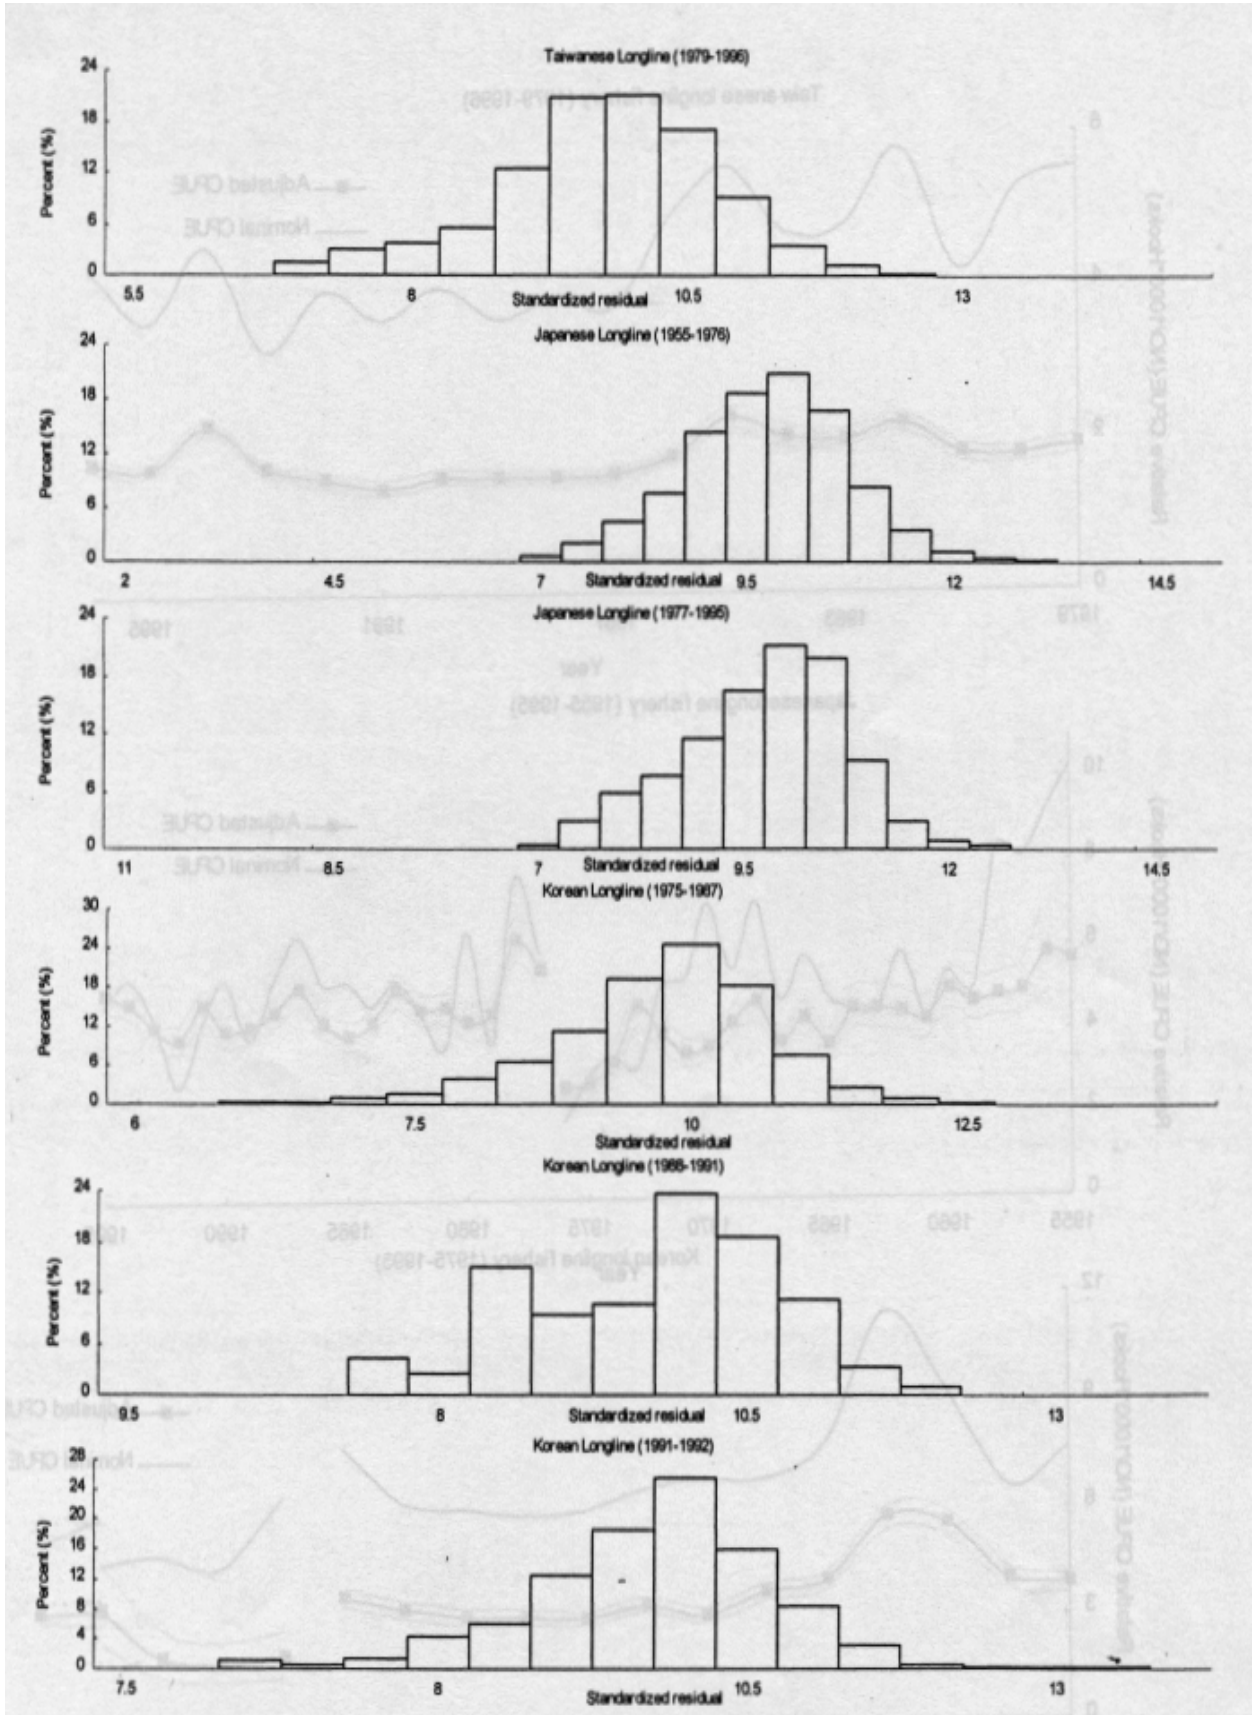 Taiwanese Longline (1979-1996)
24
18
12
6
0
Percent (%)
5.5 8 10.5 13
Standardized residual
Japanese Longline (1955-1976)
24
18
12
6
0
Percent (%)
2 4.5 7 9.5 12 14.5
Standardized residual
Japanese Longline (1977-1995)
24
18
12
6
0
Percent (%)
11 8.5 7 9.5 12 14.5
Standardized residual
Korean Longline (1975-1987)
30
24
18
12
6
0
Percent (%)
6 7.5 10 12.5
Standardized residual
Korean Longline (1988-1991)
24
18
12
6
0
Percent (%)
9.5 8 10.5 13
Standardized residual
Korean Longline (1991-1992)
28
24
20
16
12
8
4
0
Percent (%)
7.5 8 10.5 13
Standardized residual